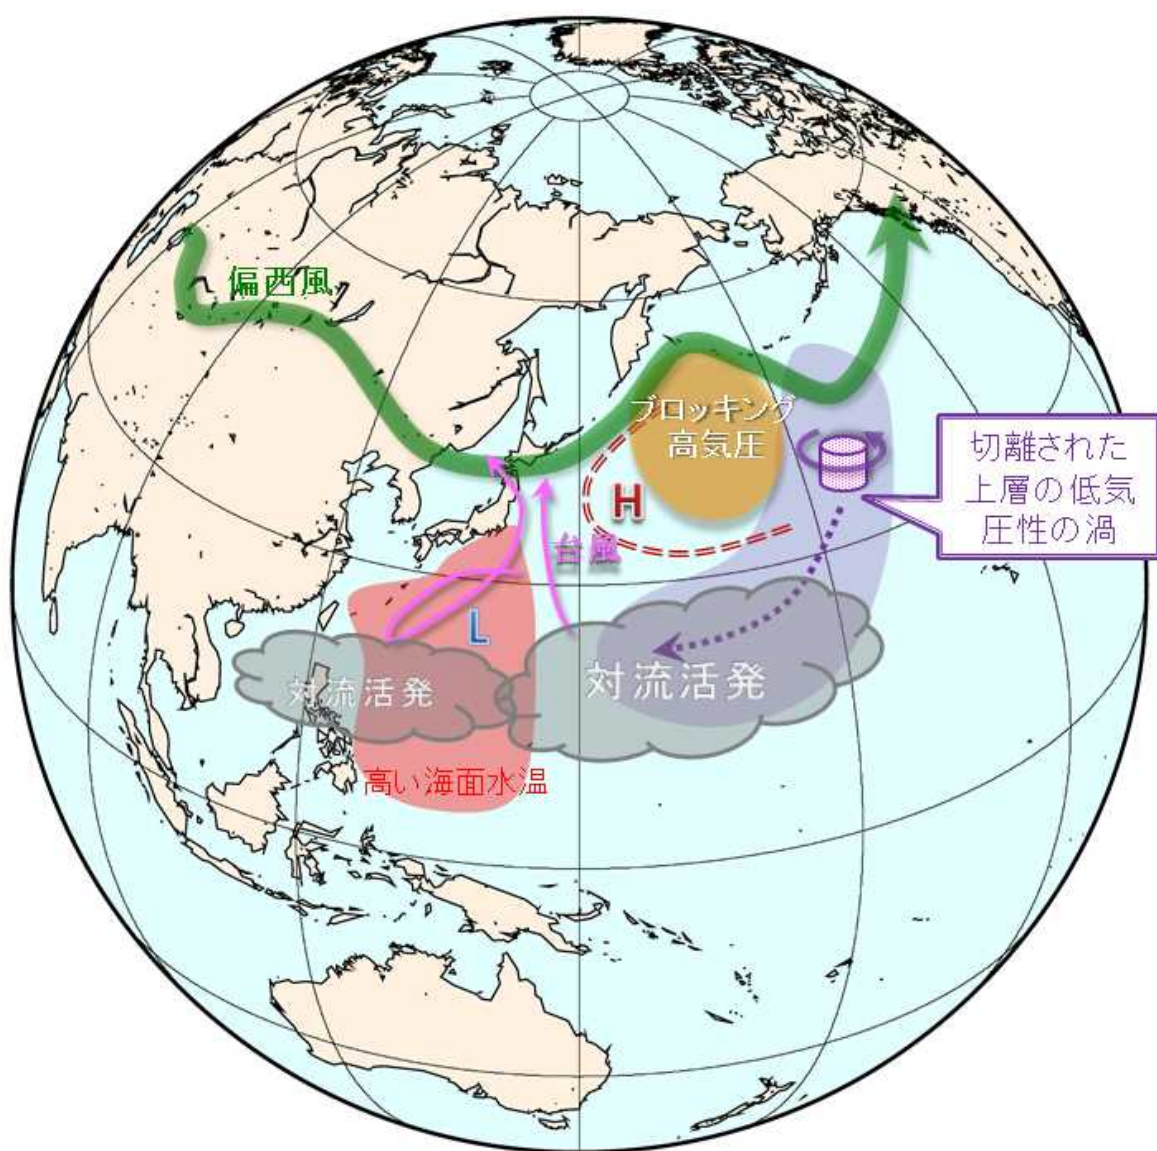 偏西風
ブロッキング
高気圧
切離された
上層の低気
圧性の渦
H
台風
L
対流活発
対流活発
高い海面水温